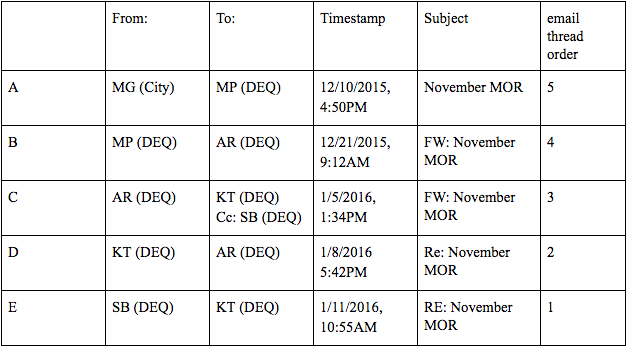 From: To: Timestamp Subject email
thread
order
A MG (City) MP (DEQ) 12/10/2015, November MOR 5
4:50PM
B MP (DEQ) AR (DEQ) 12/21/2015, FW: November 4
9:12AM MOR
C AR (DEQ) KT (DEQ) 1/5/2016, FW: November 3
Cc: SB (DEQ) 1:34PM MOR
D KT (DEQ) AR (DEQ) 1/8/2016 Re: November 2
5:42PM MOR
E SB (DEQ) KT (DEQ) 1/11/2016, RE: November 1
10:55AM MOR